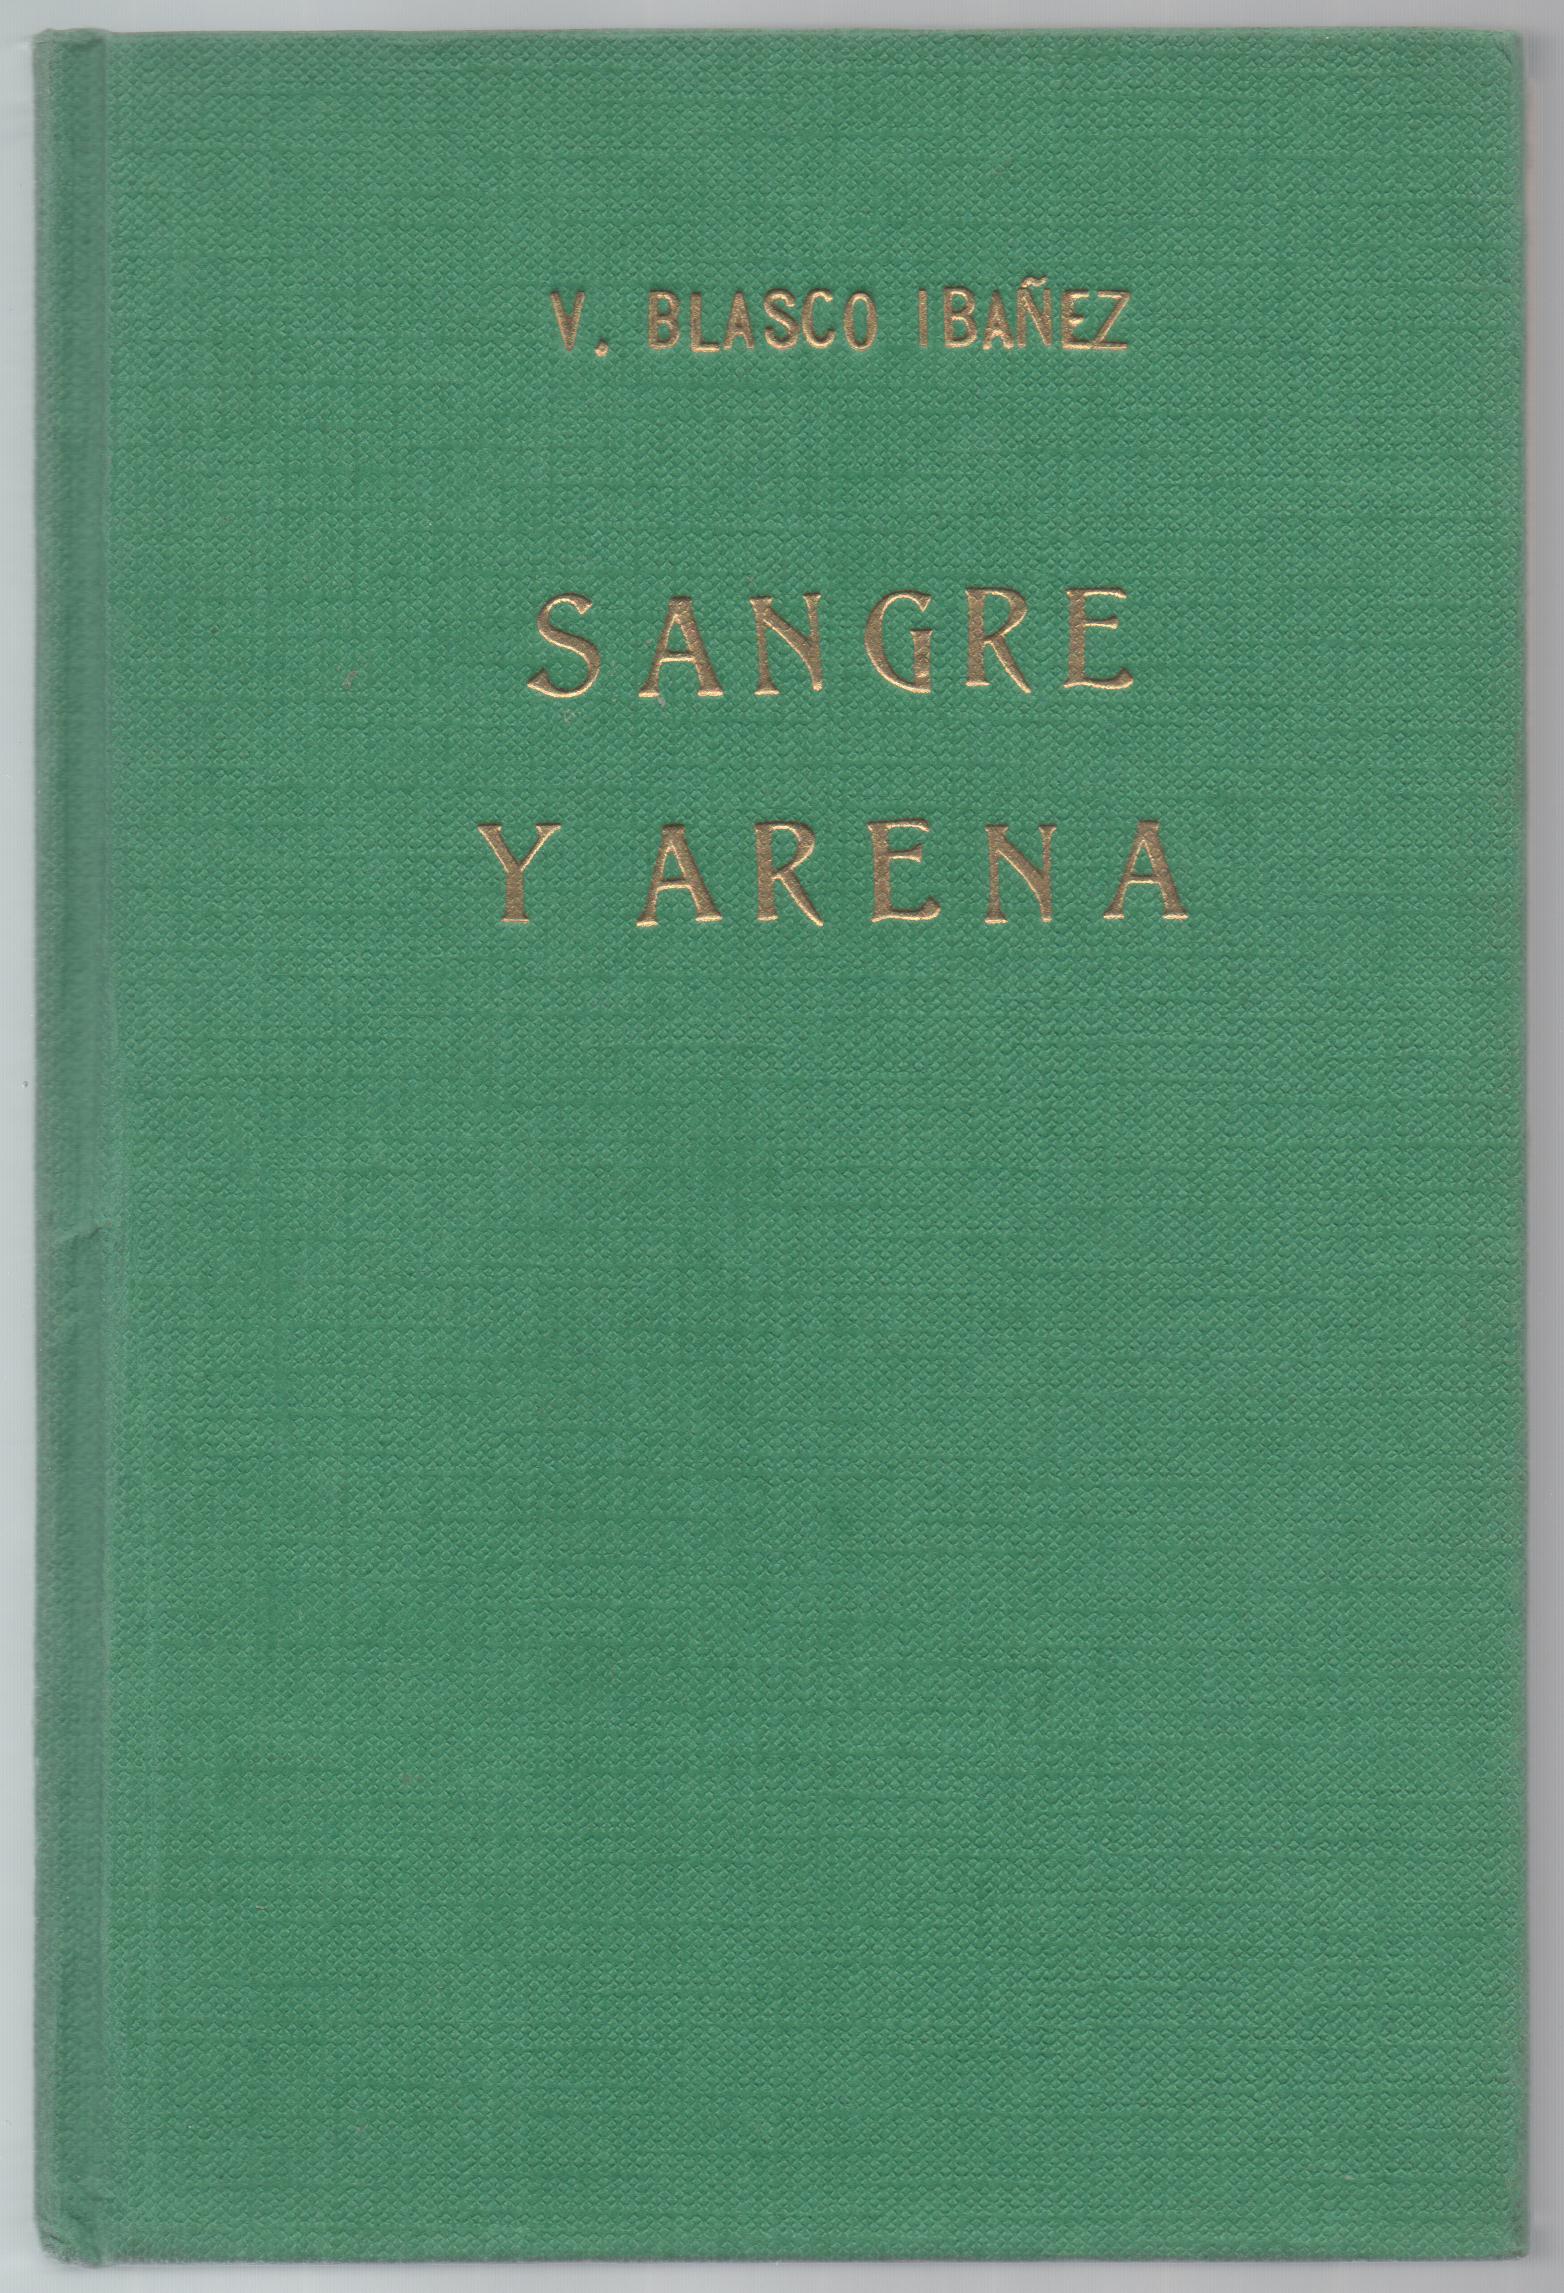 V. BLASCO IBAÑEZ
SANGRE
Y ARENA